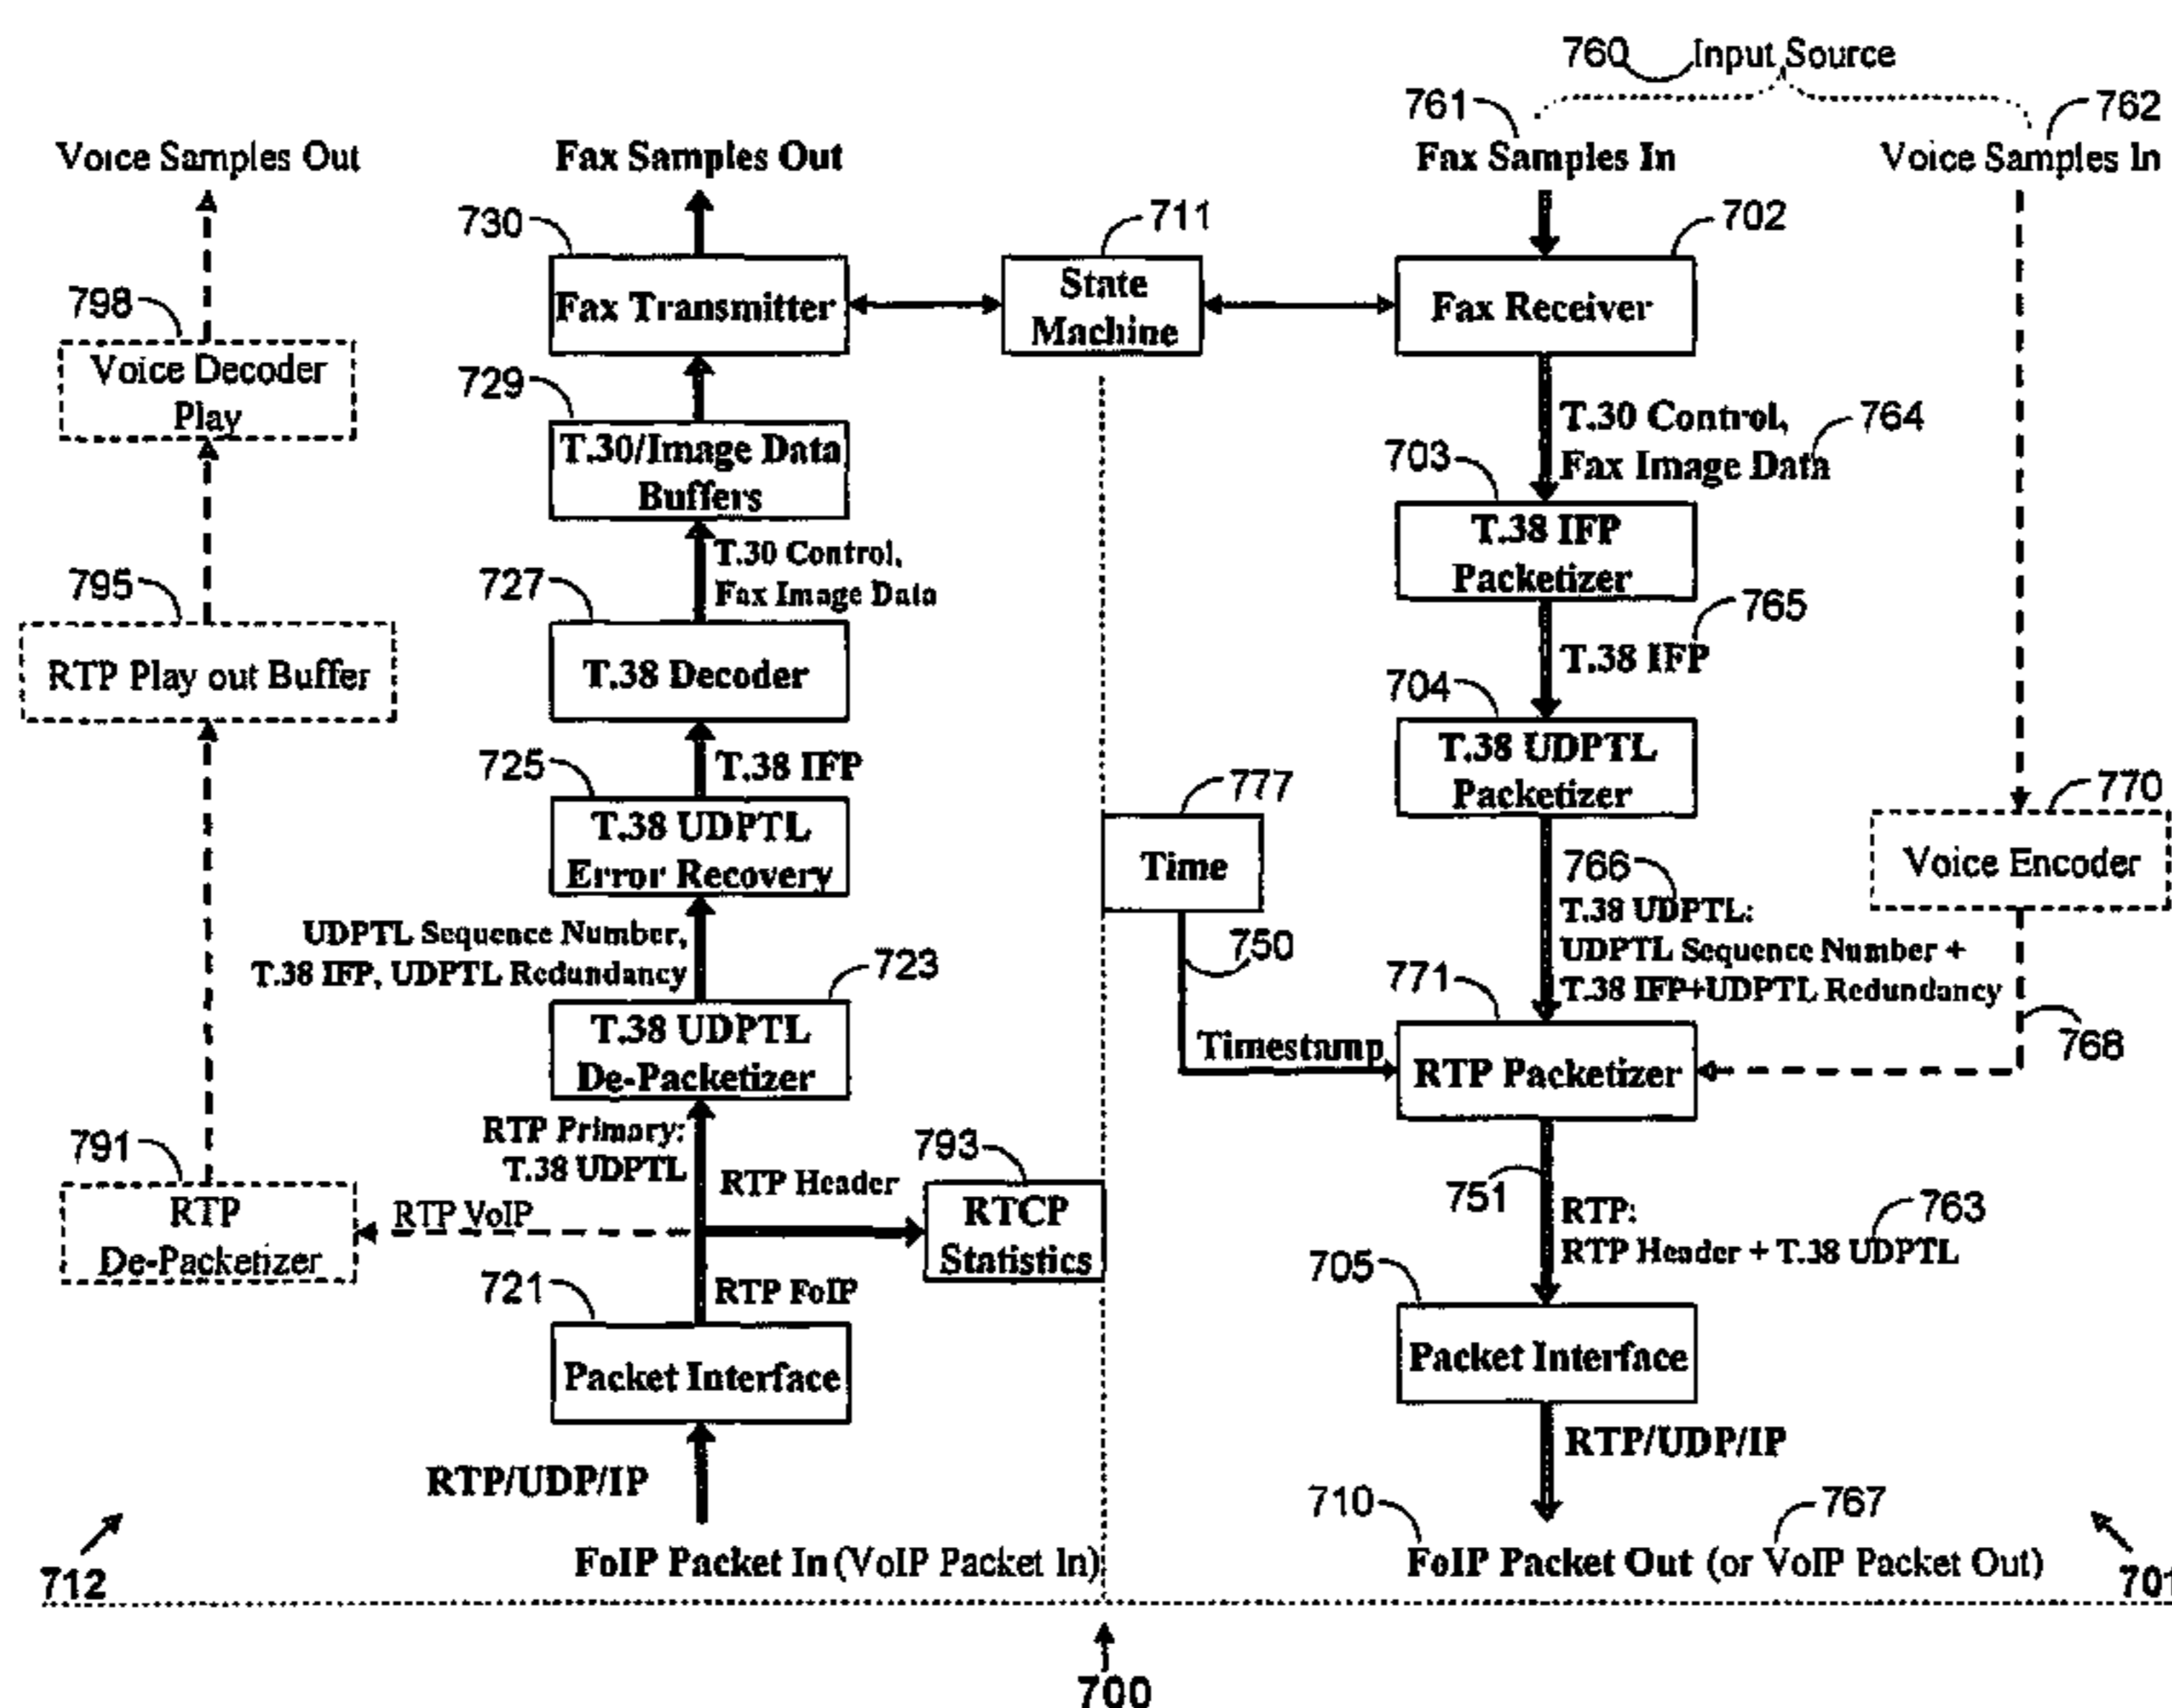 760 Input Source
761
762
Voice Samples Out
Fax Samples Out
Fax Samples In
Voice Samples In
730
711
702
798
Fax Transmitter
State
Machine
Fax Receiver
Voice Decoder
Play
729
T.30 Control,
Fax Image Data
764
T.30/Image Data
Buffers
703
T.38 IFP
Packetizer
795
727
T.30 Control,
Fax Image Data
765
T.38 IFP
RTP Play out Buffer
T.38 Decoder
704
T.38 UDPTL
Packetizer
725
T.38 IFP
777
770
T.38 UDPTL
Error Recovery
Time
766
Voice Encoder
T.38 UDPTL:
UDPTL Sequence Number +
T.38 IFP+UDPTL Redundancy
UDPTL Sequence Number,
T.38 IFP, UDPTL Redundancy
723
750
771
768
T.38 UDPTL
De-Packetizer
Timestamp
RTP Packetizer
791
RTP Primary:
T.38 UDPTL
793
RTP Header
751
763
RTP
De-Packetizer
RTP VoIP
RTCP
Statistics
RTP:
RTP Header + T.38 UDPTL
721
RTP FoIP
705
Packet Interface
Packet Interface
RTP/UDP/IP
RTP/UDP/IP
710
767
712
FoIP Packet In (VoIP Packet In)
FoIP Packet Out (or VoIP Packet Out)
701
700